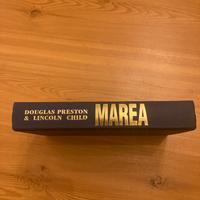 DOUGLAS PRESTON
& LINCOLN CHILD
MAREA